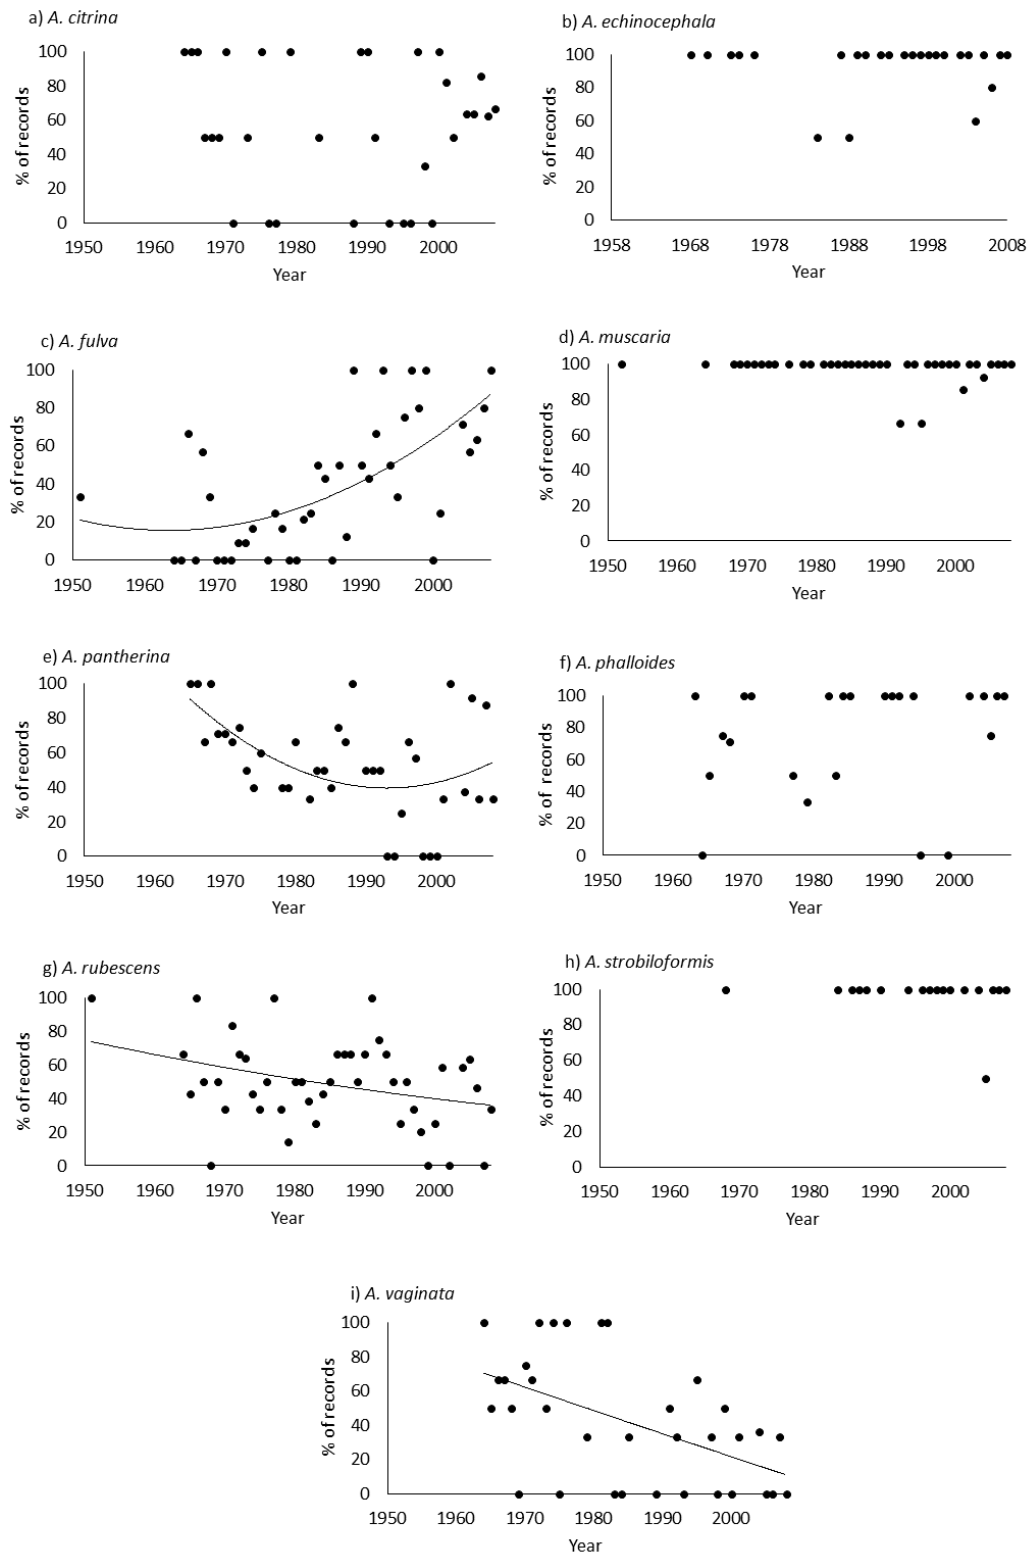 a) A. citrina
% of records
100
80
60
40
20
0
1950 1960 1970 1980 1990 2000
Year
b) A. echinocephala
% of records
100
80
60
40
20
0
1958 1968 1978 1988 1998 2008
Year
c) A. fulva
% of records
100
80
60
40
20
0
1950 1960 1970 1980 1990 2000
d) A. muscaria
% of records
100
80
60
40
20
0
1950 1960 1970 1980 1990 2000
Year
e) A. pantherina
% of records
100
80
60
40
20
0
1950 1960 1970 1980 1990 2000
Year
f) A. phalloides
% of records
100
80
60
40
20
0
1950 1960 1970 1980 1990 2000
Year
g) A. rubescens
% of records
100
80
60
40
20
0
1950 1960 1970 1980 1990 2000
Year
h) A. strobiloformis
% of records
100
80
60
40
20
0
1950 1960 1970 1980 1990 2000
Year
i) A. vaginata
% of records
100
80
60
40
20
0
1950 1960 1970 1980 1990 2000
Year